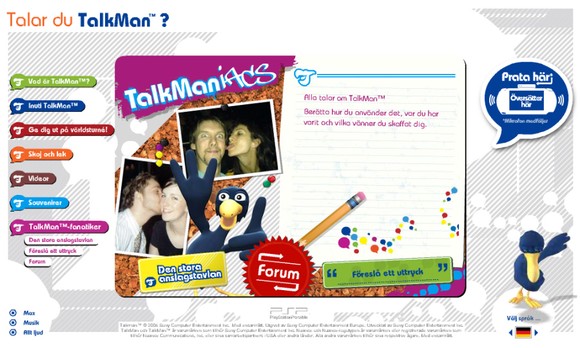 Talar du TalkMan™ ?
Vad är TalkMan™?
Inuti TalkMan™
Ge dig ut på världsturné!
Skoj och lek
Videor
Souvenirer
TalkMan™-fanatiker
Den stora anslagstavlan
Föreslå ett uttryck
Forum
Mus
Musik
Allt ljud
TalkManiacs
Alla talar om TalkMan™
Berätta hur du använder det, var du har
varit och vilka vänner du skaffat dig.
Den stora
anslagstavlan
Forum
“ Föreslå ett uttryck ”
Prata här;
Översätter
här
Välj språk ...
PSP
PlayStation Portable